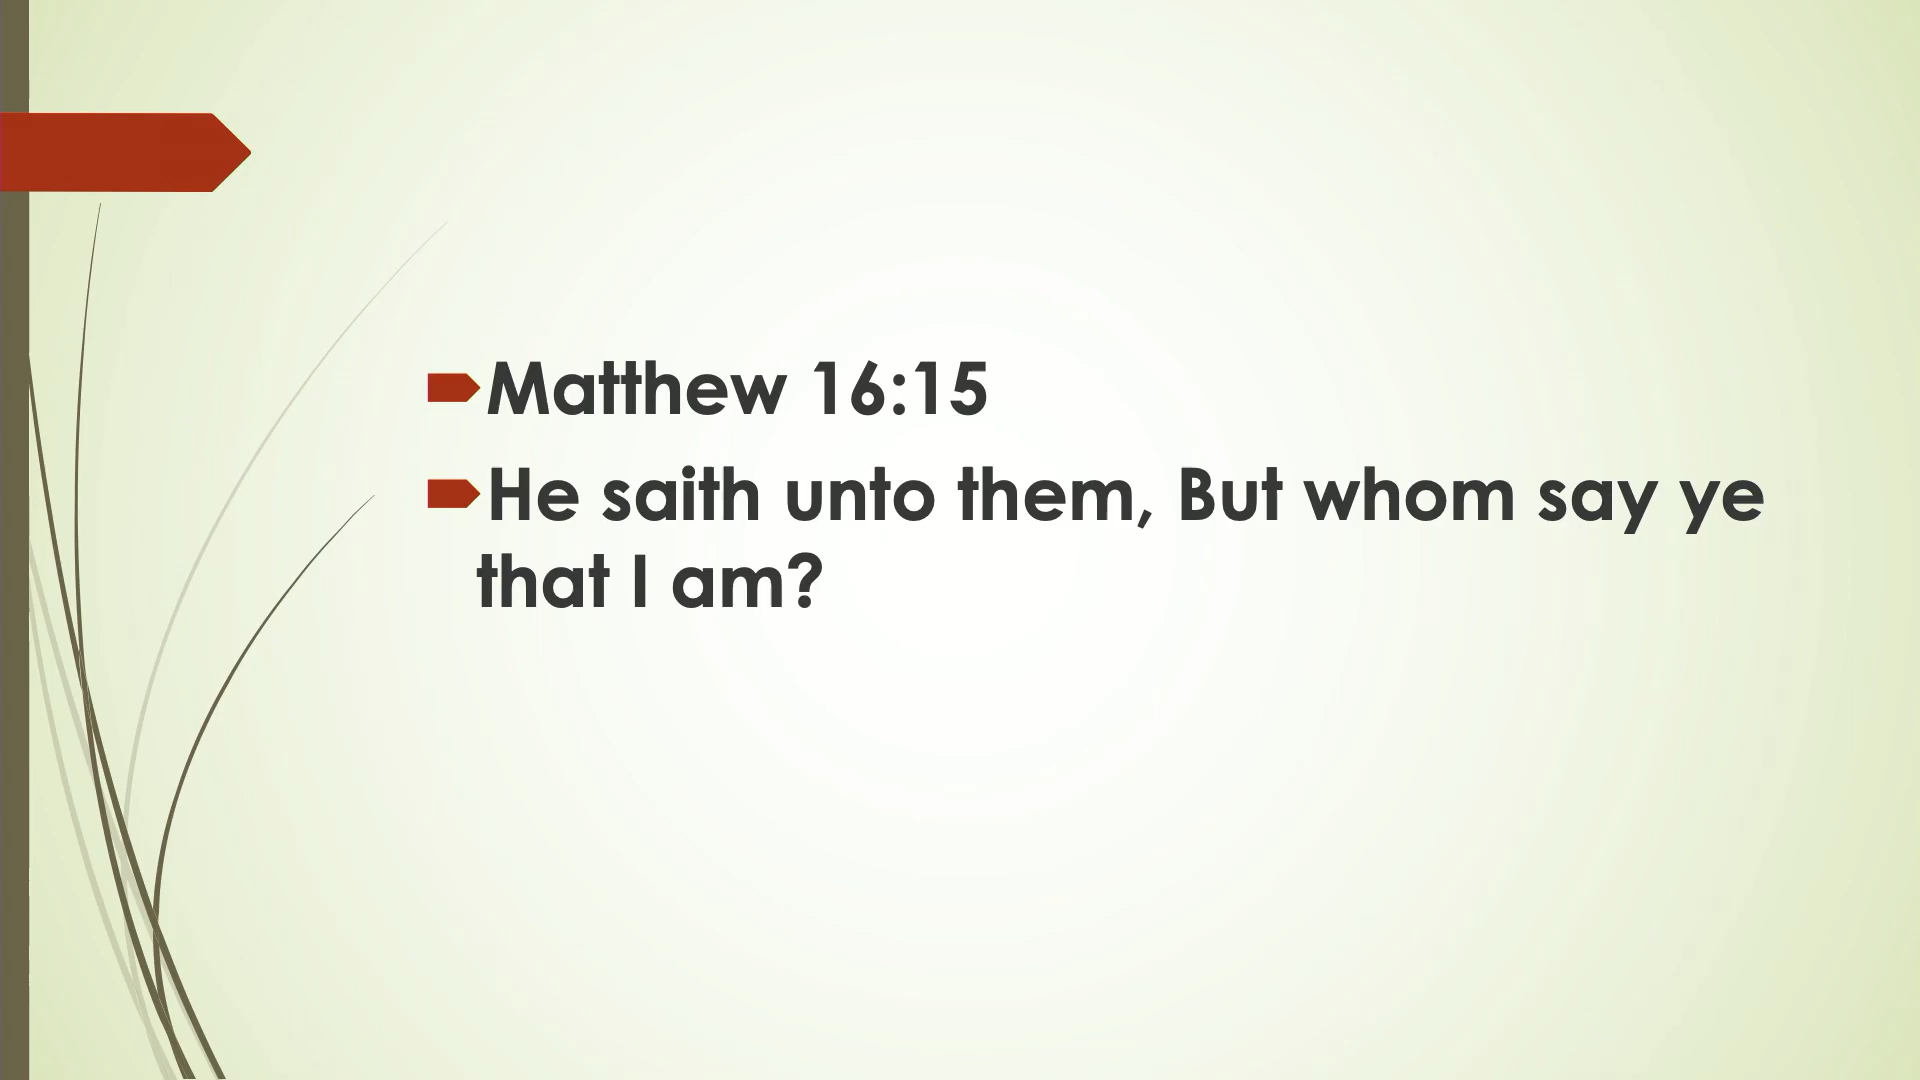 Matthew 16:15
He saith unto them, But whom say ye
that I am?